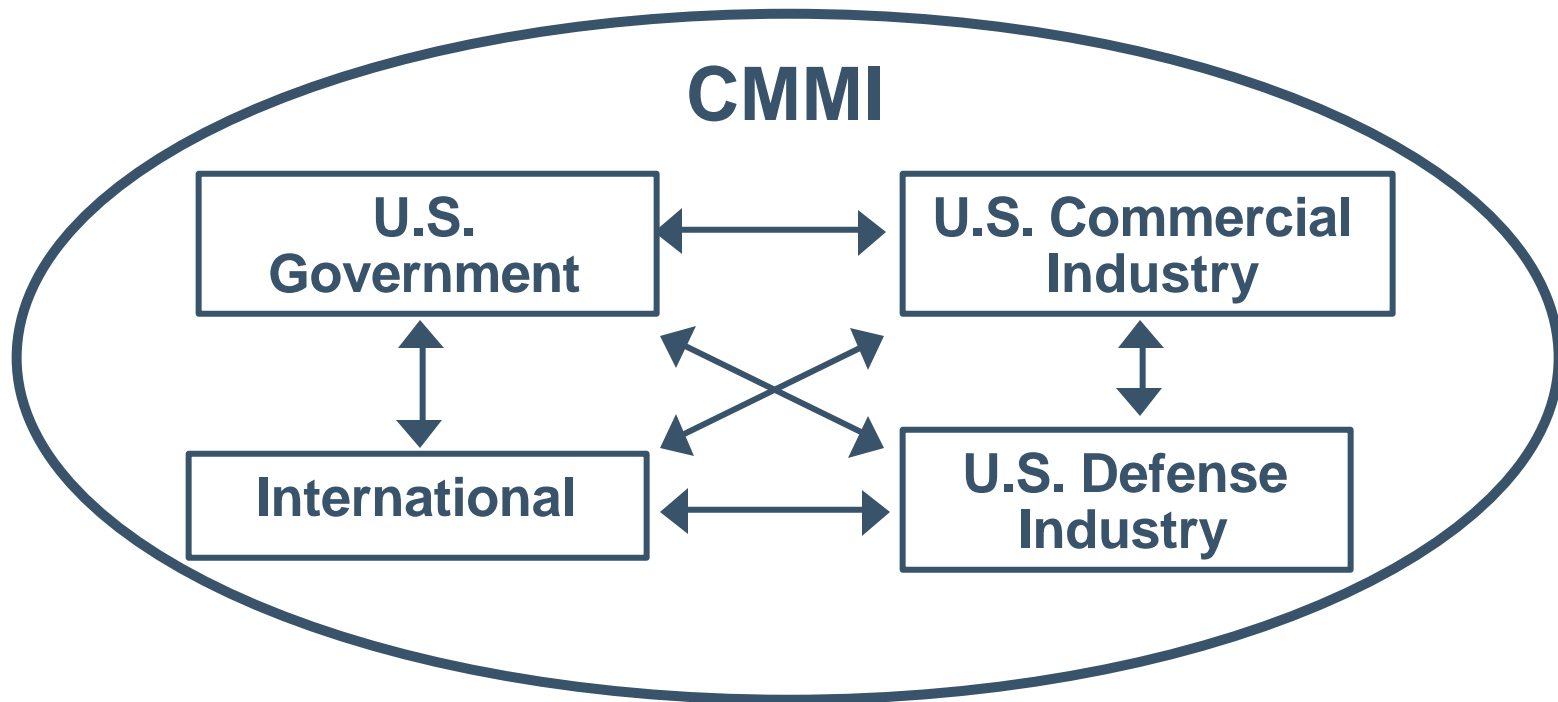 CMMI
U.S.
Government
U.S. Commercial
Industry
International
U.S. Defense
Industry